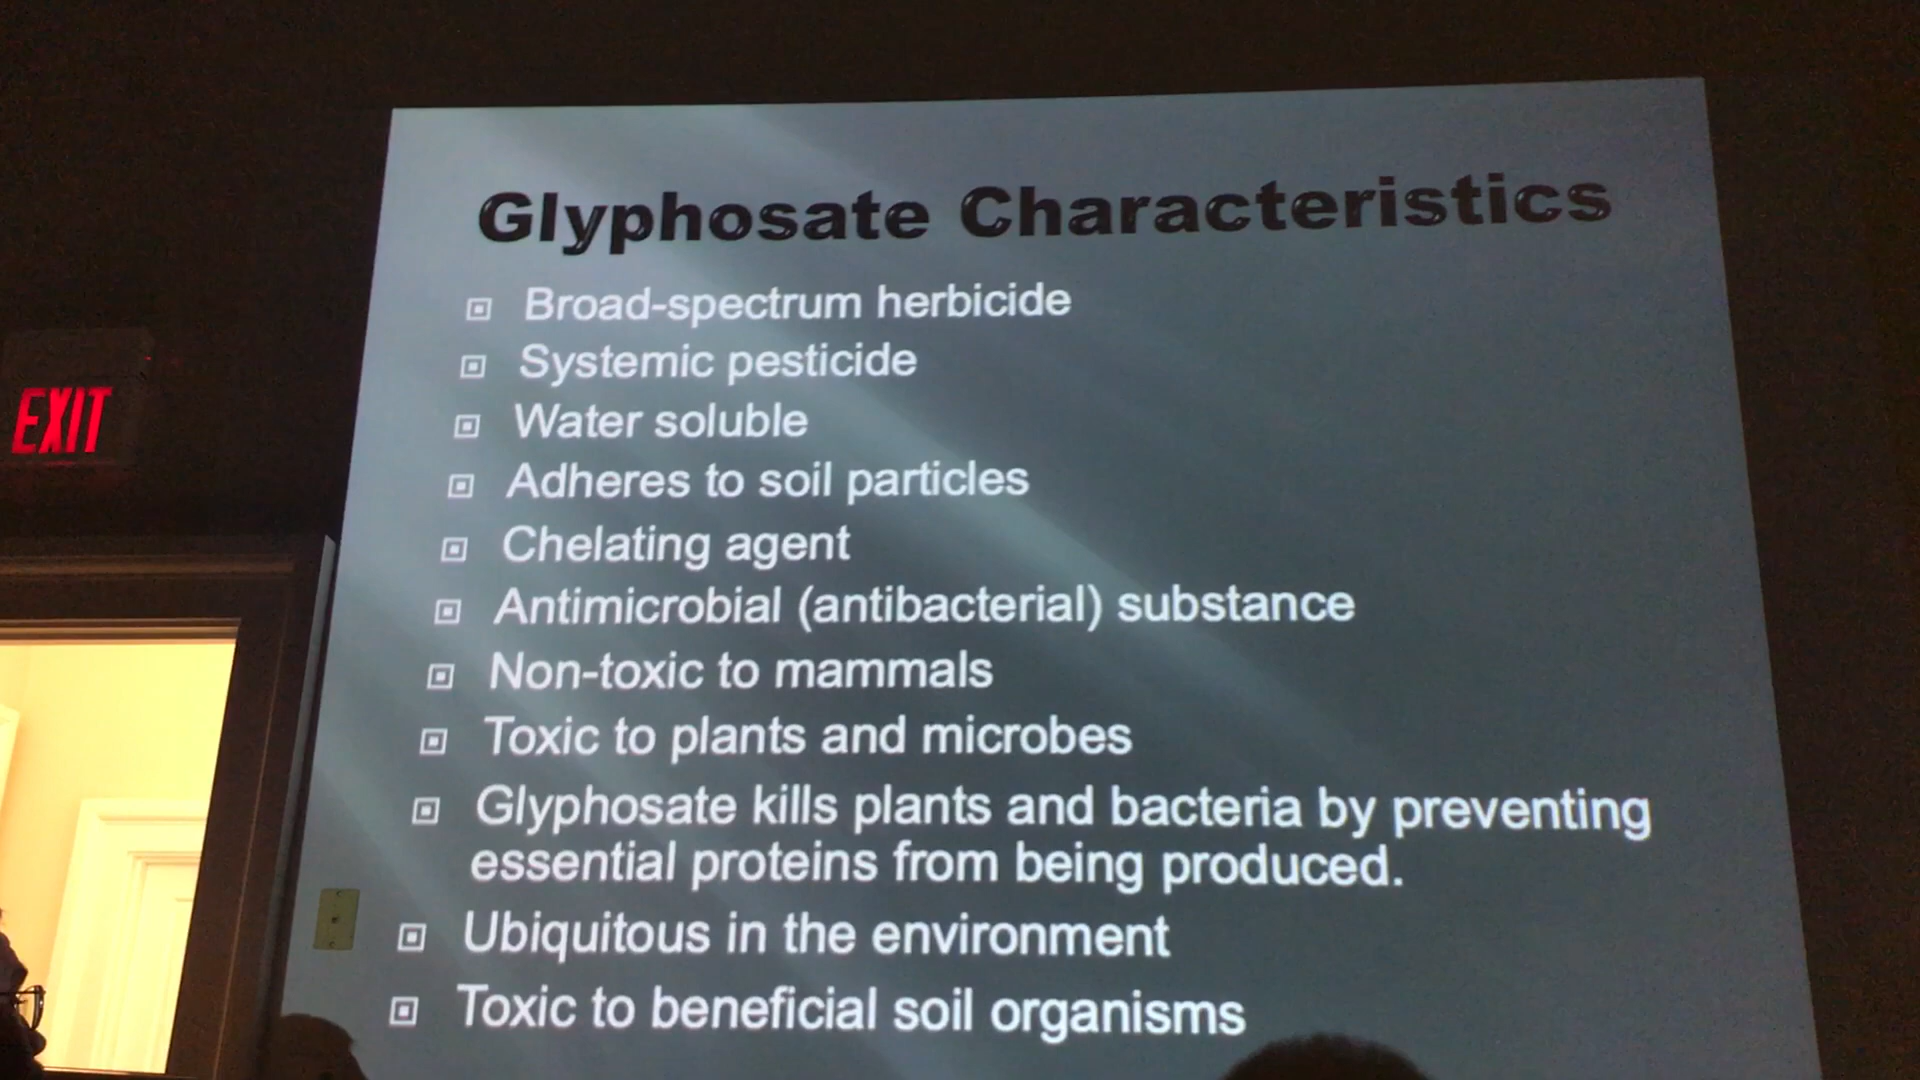 Glyphosate Characteristics
Broad-spectrum herbicide
Systemic pesticide
Water soluble
Adheres to soil particles
EXIT
Chelating agent
Antimicrobial (antibacterial) substance
Non-toxic to mammals
Toxic to plants and microbes
Glyphosate kills plants and bacteria by preventing
essential proteins from being produced.
Ubiquitous in the environment
Toxic to beneficial soil organisms